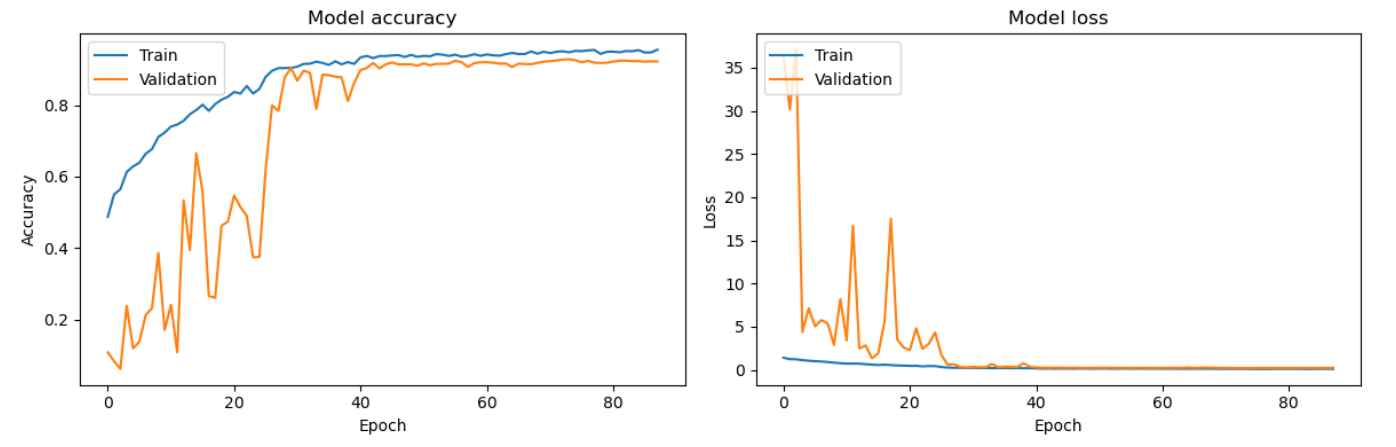 Model accuracy
Train
Validation
0.8
0.6
0.4
0.2
Accuracy
0 20 40 60 80
Epoch
Model loss
Train
Validation
35
30
25
20
15
10
5
0
Loss
0 20 40 60 80
Epoch